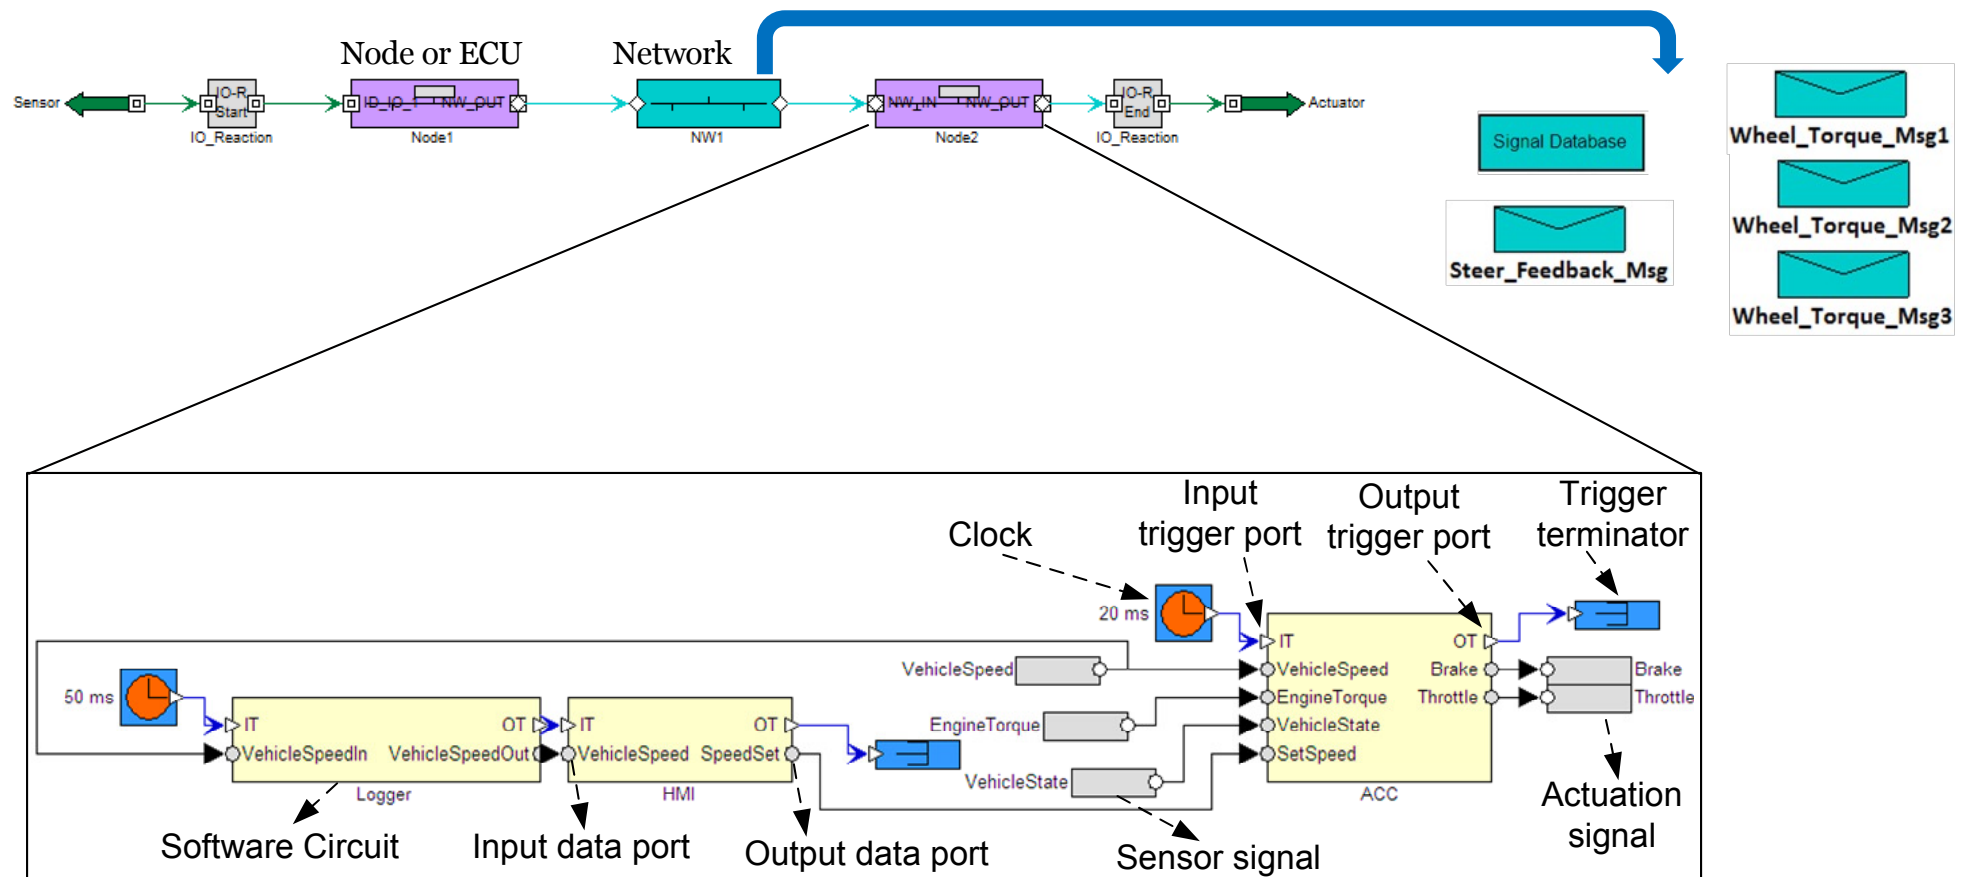 Node or ECU
Network
Sensor
IO-R
Start
IO_Reaction
ID_IO_1
NW_OUT
Node1
NW1
NW_IN
NW_OUT
Node2
IO-R
End
IO_Reaction
Actuator
Signal Database
Steer_Feedback_Msg
Wheel_Torque_Msg1
Wheel_Torque_Msg2
Wheel_Torque_Msg3
Clock
Input
trigger port
Output
trigger port
Trigger
terminator
20 ms
IT
OT
VehicleSpeed
VehicleSpeed
Brake
Brake
EngineTorque
EngineTorque
Throttle
Throttle
VehicleState
VehicleState
SetSpeed
ACC
50 ms
IT
OT
VehicleSpeedIn
VehicleSpeedOut
Logger
IT
OT
VehicleSpeed
SpeedSet
HMI
Software Circuit
Input data port
Output data port
Sensor signal
Actuation
signal